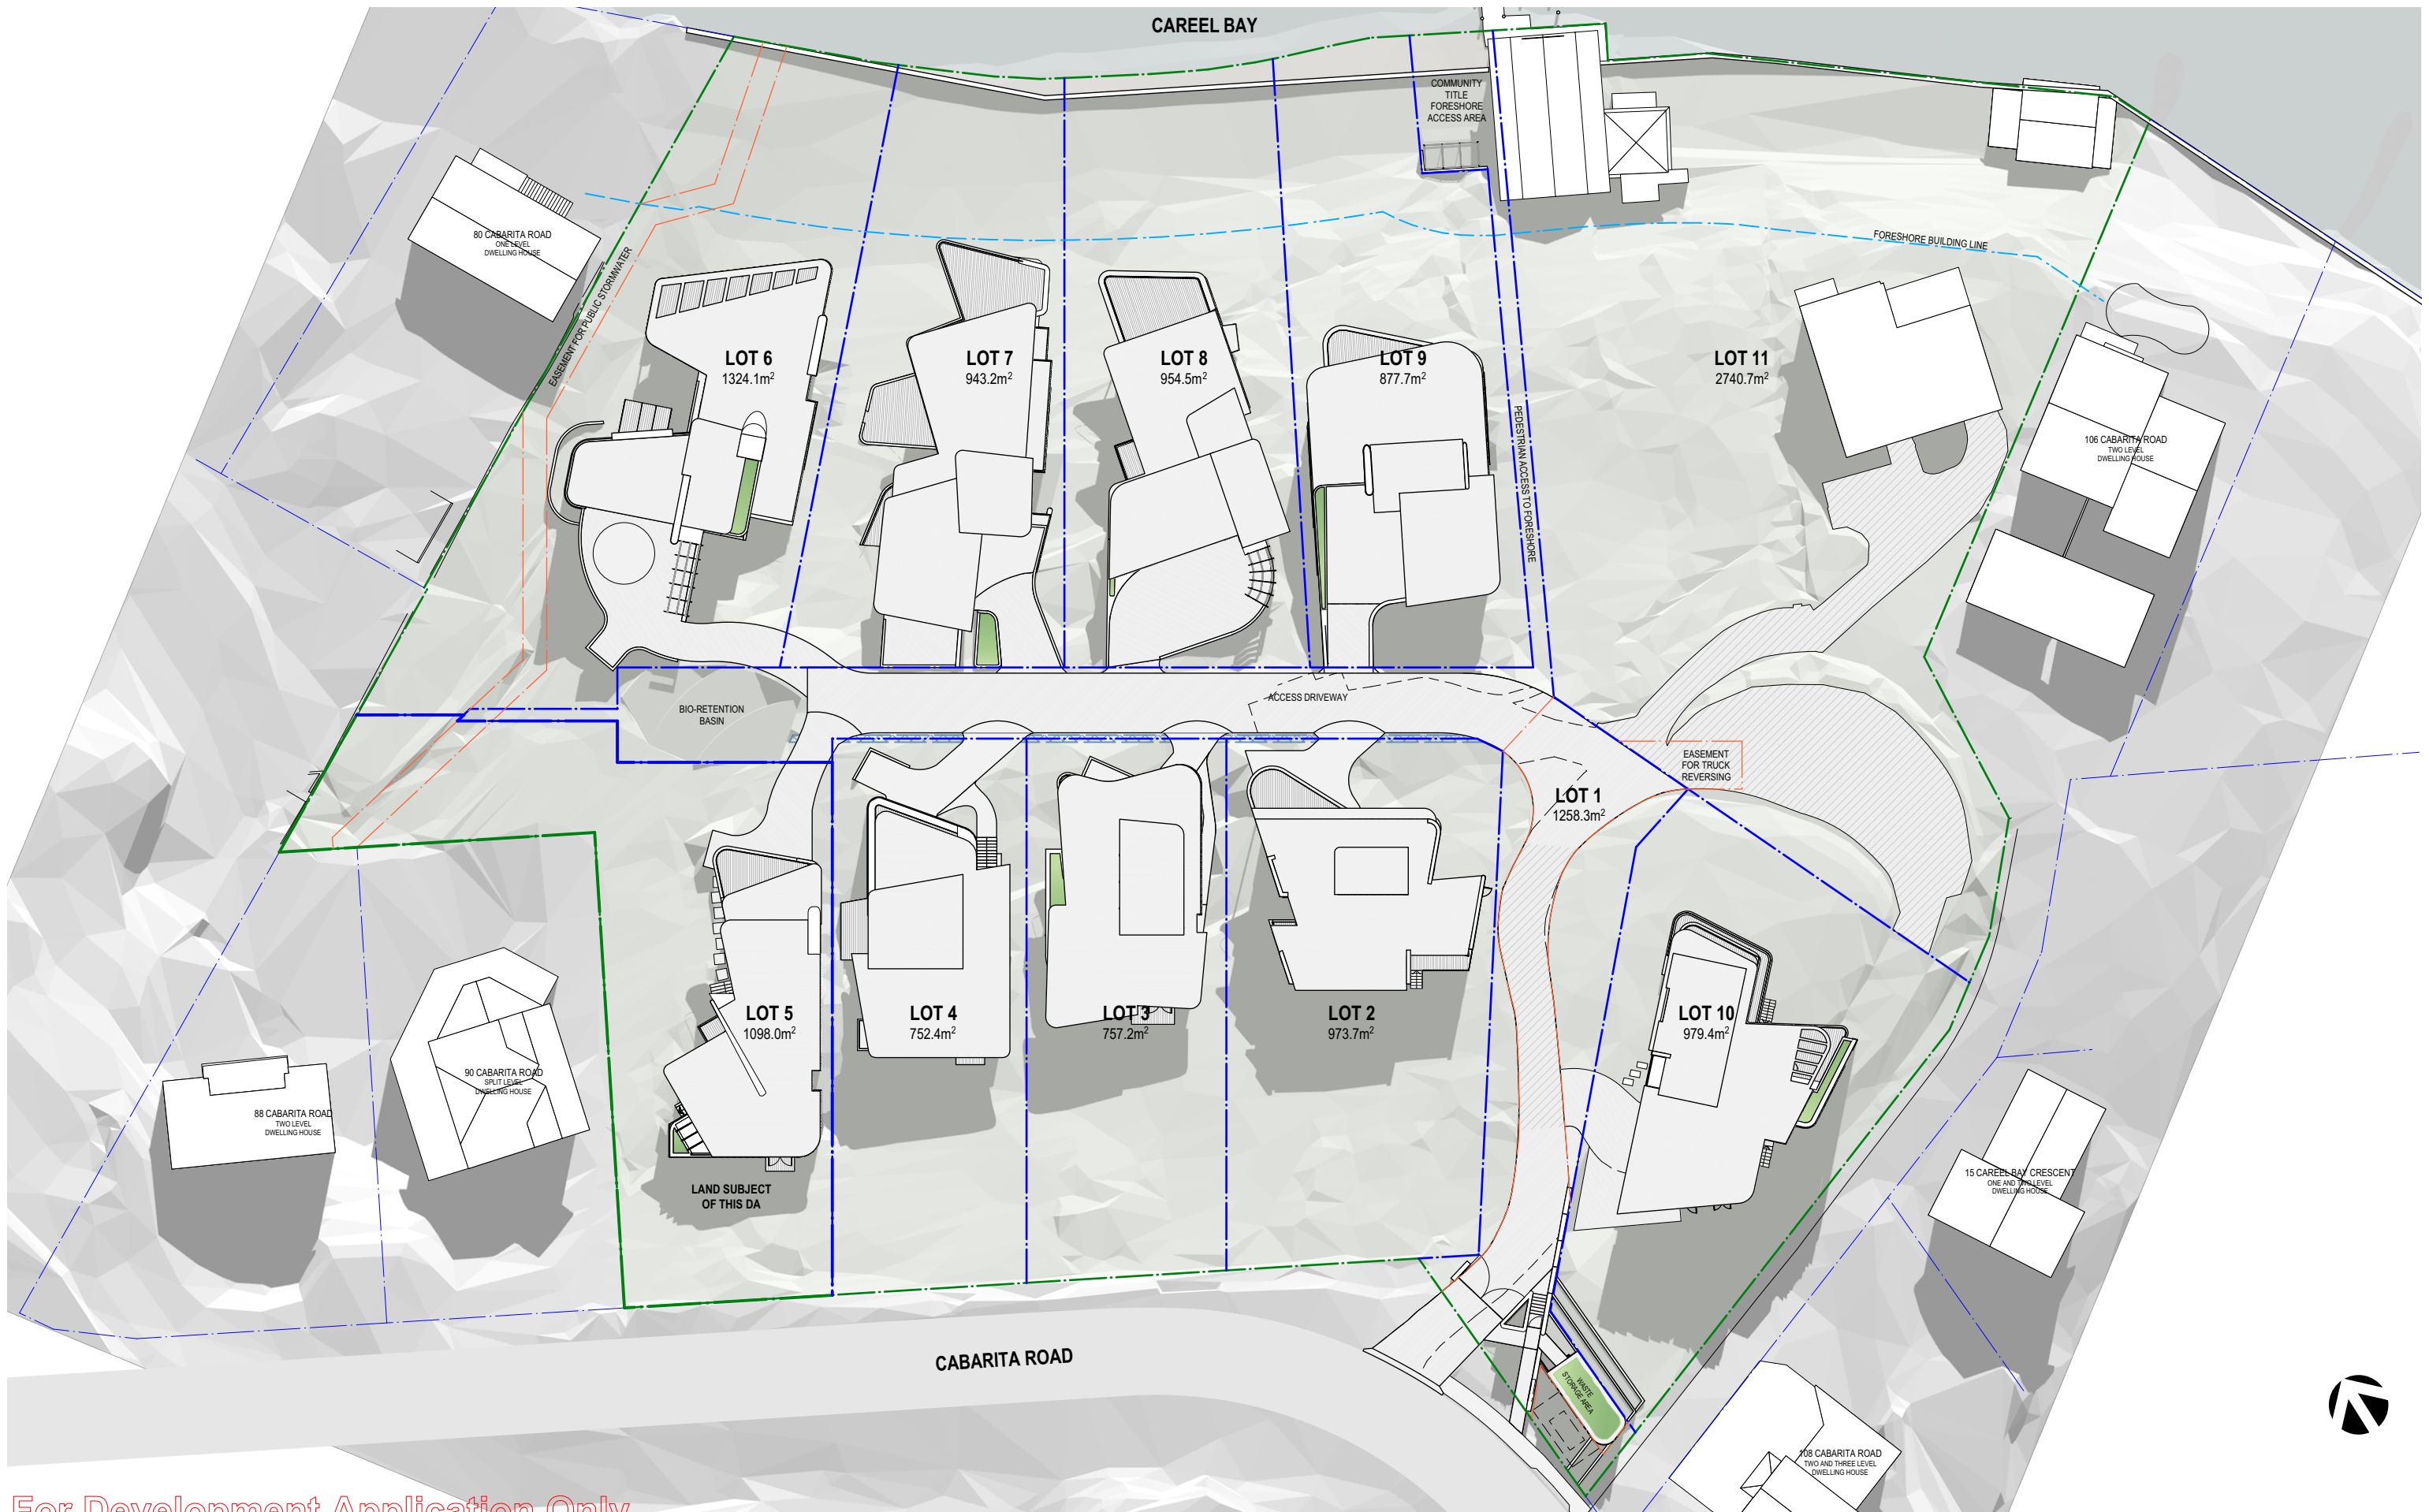 CAREEL BAY
COMMUNITY
TITLE
FORESHORE
ACCESS AREA
80 CABARITA ROAD
ONE LEVEL
DWELLING HOUSE
EASEMENT FOR PUBLIC STORMWATER
FORESHORE BUILDING LINE
LOT 6
1324.1m²
LOT 7
943.2m²
LOT 8
954.5m²
LOT 9
877.7m²
LOT 11
2740.7m²
PEDESTRIAN ACCESS TO FORESHORE
106 CABARITA ROAD
TWO LEVEL
DWELLING HOUSE
BIO-RETENTION
BASIN
ACCESS DRIVEWAY
EASEMENT
FOR TRUCK
REVERSING
LOT 1
1258.3m²
LOT 5
1098.0m²
LOT 4
752.4m²
LOT 3
757.2m²
LOT 2
973.7m²
LOT 10
979.4m²
90 CABARITA ROAD
SPLIT LEVEL
DWELLING HOUSE
88 CABARITA ROAD
TWO LEVEL
DWELLING HOUSE
15 CAREEL BAY CRESCENT
ONE AND TWO LEVEL
DWELLING HOUSE
LAND SUBJECT
OF THIS DA
CABARITA ROAD
WASTE
STORAGE AREA
108 CABARITA ROAD
TWO AND THREE LEVEL
DWELLING HOUSE
For Development Application Only